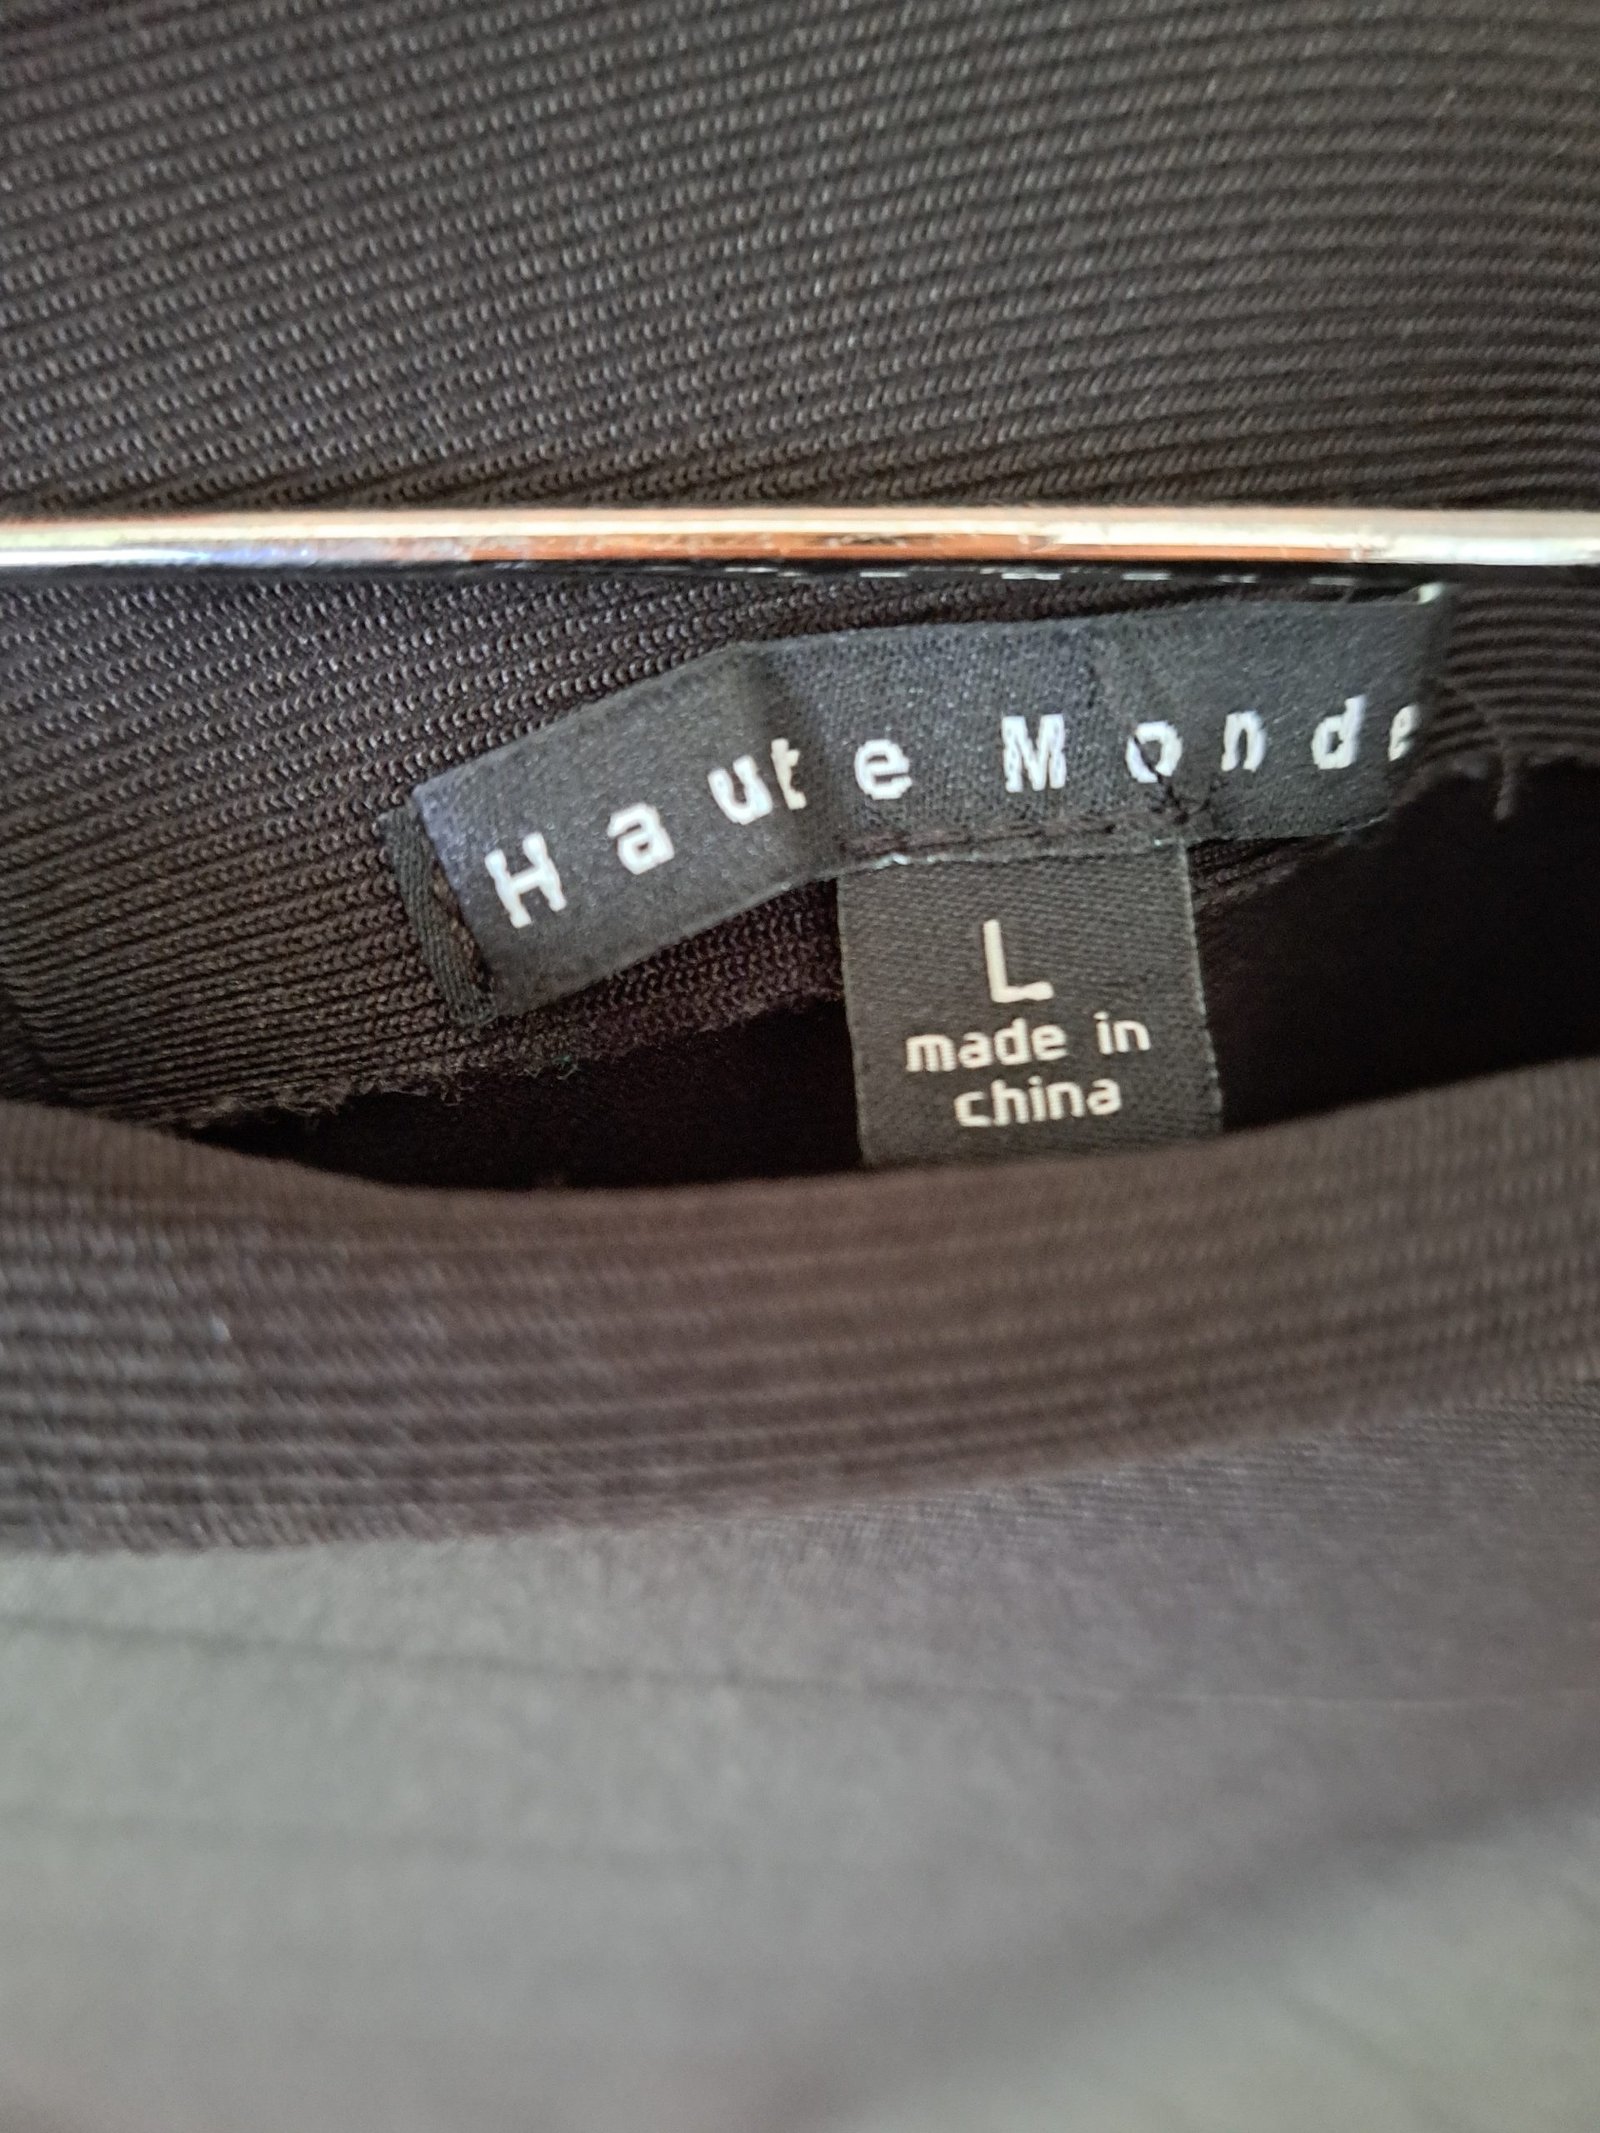 Haute Monde
L
made in
china